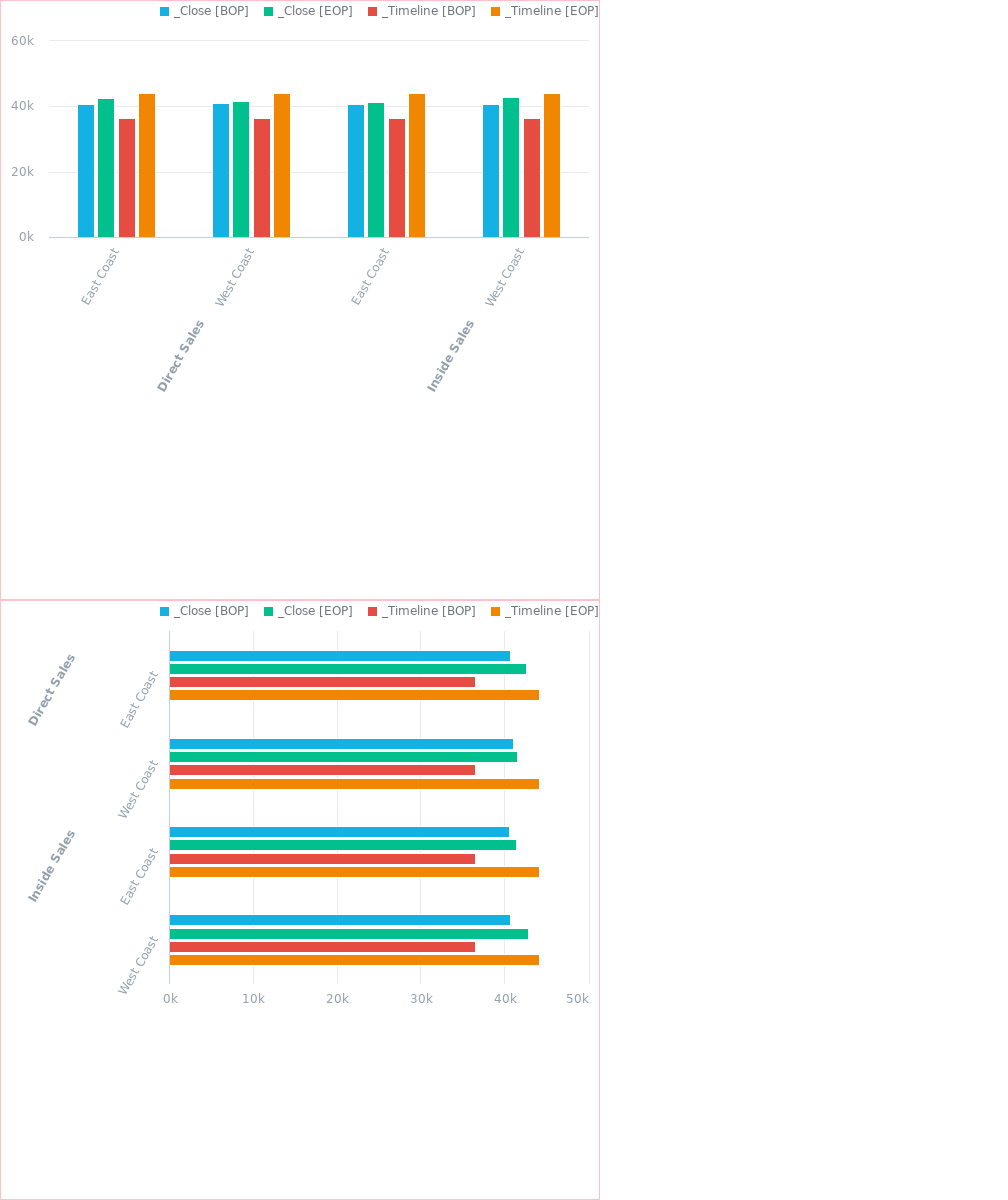 _Close [BOP] _Close [EOP] _Timeline [BOP] _Timeline [EOP]
60k
40k
20k
0k
East Coast West Coast East Coast West Coast
Direct Sales Inside Sales
_Close [BOP] _Close [EOP] _Timeline [BOP] _Timeline [EOP]
Direct Sales
East Coast
West Coast
Inside Sales
East Coast
West Coast
0k 10k 20k 30k 40k 50k